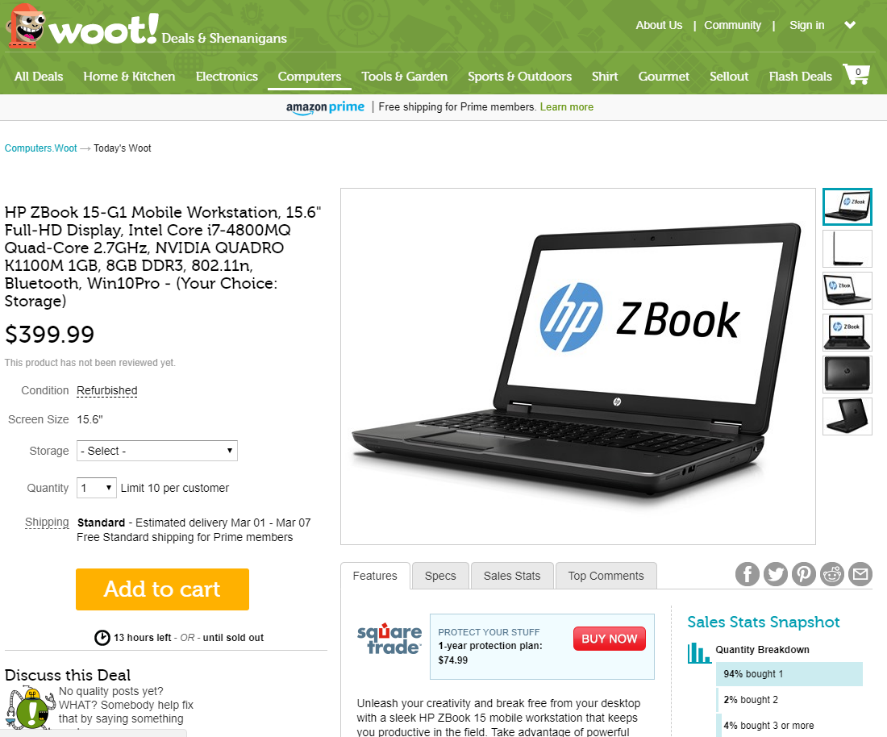 woot! Deals & Shenanigans
About Us | Community | Sign in
All Deals Home & Kitchen Electronics Computers Tools & Garden Sports & Outdoors Shirt Gourmet Sellout Flash Deals 0
amazon prime | Free shipping for Prime members. Learn more
Computers.Woot → Today's Woot
HP ZBook 15-G1 Mobile Workstation, 15.6"
Full-HD Display, Intel Core i7-4800MQ
Quad-Core 2.7GHz, NVIDIA QUADRO
K1100M 1GB, 8GB DDR3, 802.11n,
Bluetooth, Win10Pro - (Your Choice:
Storage)
$399.99
This product has not been reviewed yet.
Condition Refurbished
Screen Size 15.6"
Storage - Select -
Quantity 1 Limit 10 per customer
Shipping Standard - Estimated delivery Mar 01 - Mar 07
Free Standard shipping for Prime members
Add to cart
13 hours left - OR - until sold out
Discuss this Deal
No quality posts yet?
WHAT? Somebody help fix
that by saying something
hp ZBook
hp
Features Specs Sales Stats Top Comments
square trade
PROTECT YOUR STUFF
1-year protection plan:
$74.99
BUY NOW
Unleash your creativity and break free from your desktop
with a sleek HP ZBook 15 mobile workstation that keeps
you productive in the field. Take advantage of powerful
Sales Stats Snapshot
Quantity Breakdown
94% bought 1
2% bought 2
4% bought 3 or more